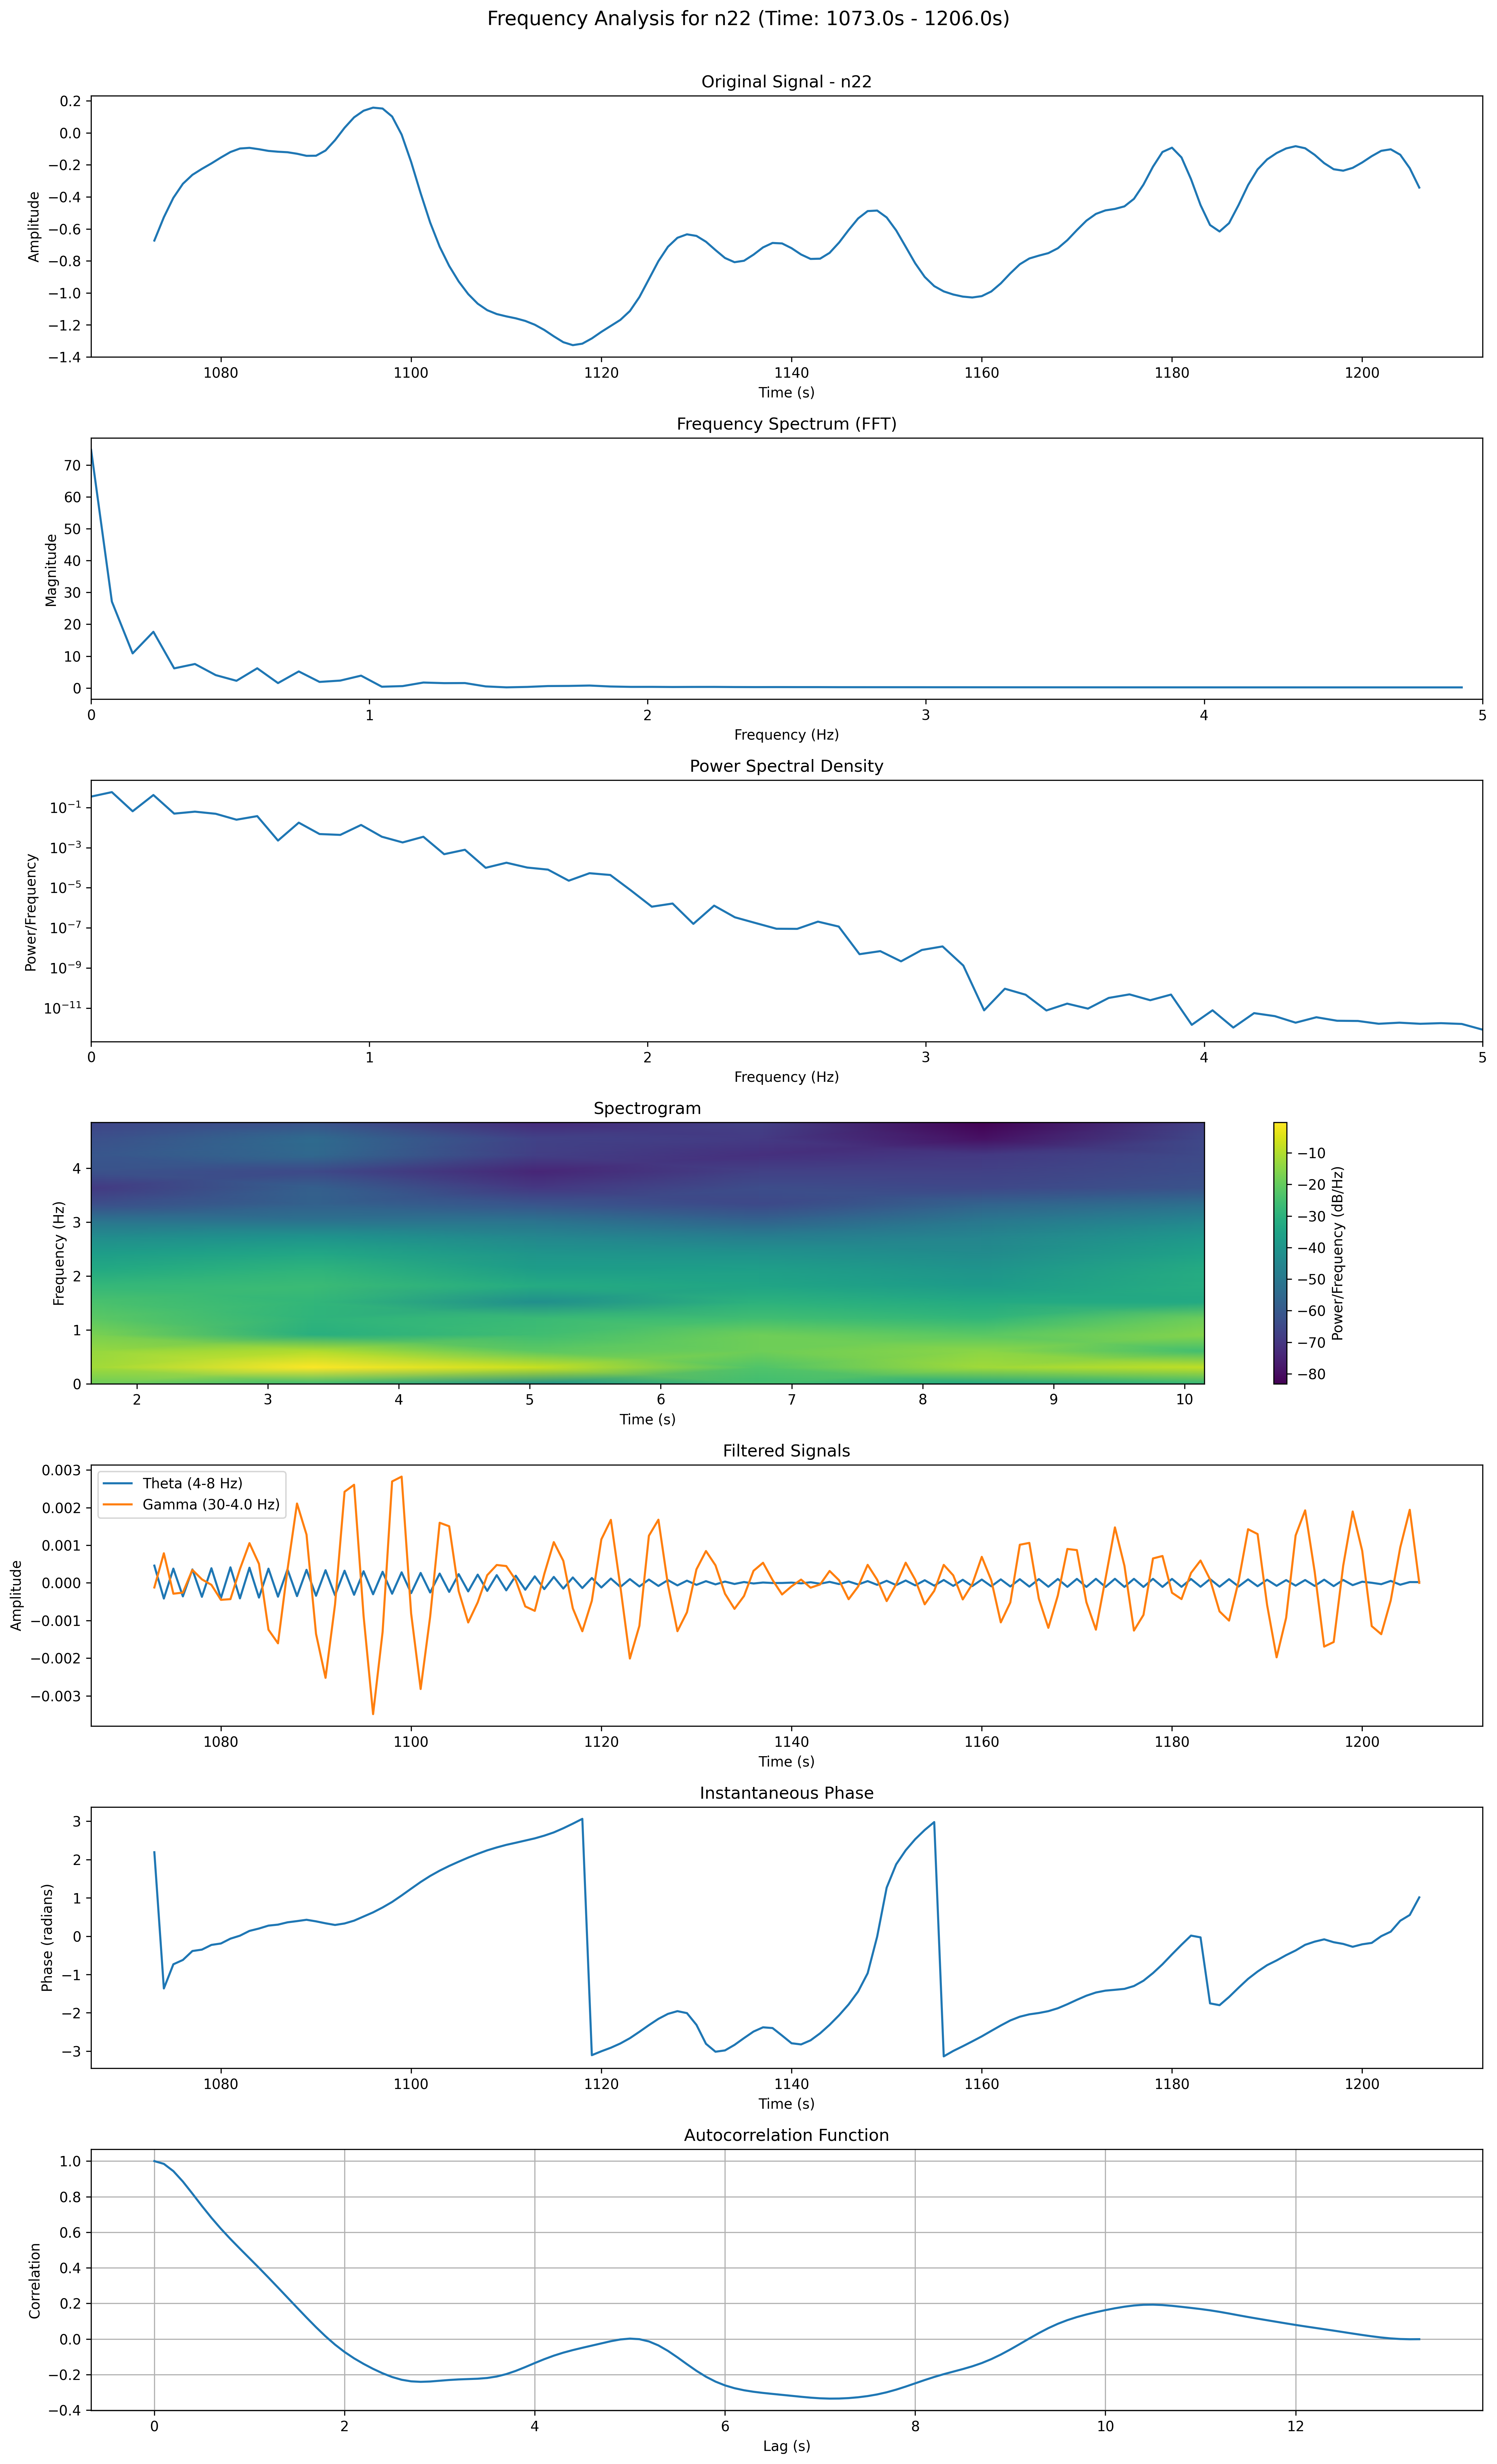 Frequency Analysis for n22 (Time: 1073.0s - 1206.0s)
Original Signal - n22
Amplitude
0.2
0.0
−0.2
−0.4
−0.6
−0.8
−1.0
−1.2
−1.4
1080 1100 1120 1140 1160 1180 1200
Time (s)
Frequency Spectrum (FFT)
Magnitude
70
60
50
40
30
20
10
0
0 1 2 3 4 5
Frequency (Hz)
Power Spectral Density
Power/Frequency
10⁻¹
10⁻³
10⁻⁵
10⁻⁷
10⁻⁹
10⁻¹¹
0 1 2 3 4 5
Frequency (Hz)
Spectrogram
Frequency (Hz)
4
3
2
1
0
2 3 4 5 6 7 8 9 10
Time (s)
−10
−20
−30
−40
−50
−60
−70
−80
Power/Frequency (dB/Hz)
Filtered Signals
Amplitude
0.003
0.002
0.001
0.000
−0.001
−0.002
−0.003
Theta (4-8 Hz)
Gamma (30-4.0 Hz)
1080 1100 1120 1140 1160 1180 1200
Time (s)
Instantaneous Phase
Phase (radians)
3
2
1
0
−1
−2
−3
1080 1100 1120 1140 1160 1180 1200
Time (s)
Autocorrelation Function
Correlation
1.0
0.8
0.6
0.4
0.2
0.0
−0.2
−0.4
0 2 4 6 8 10 12
Lag (s)